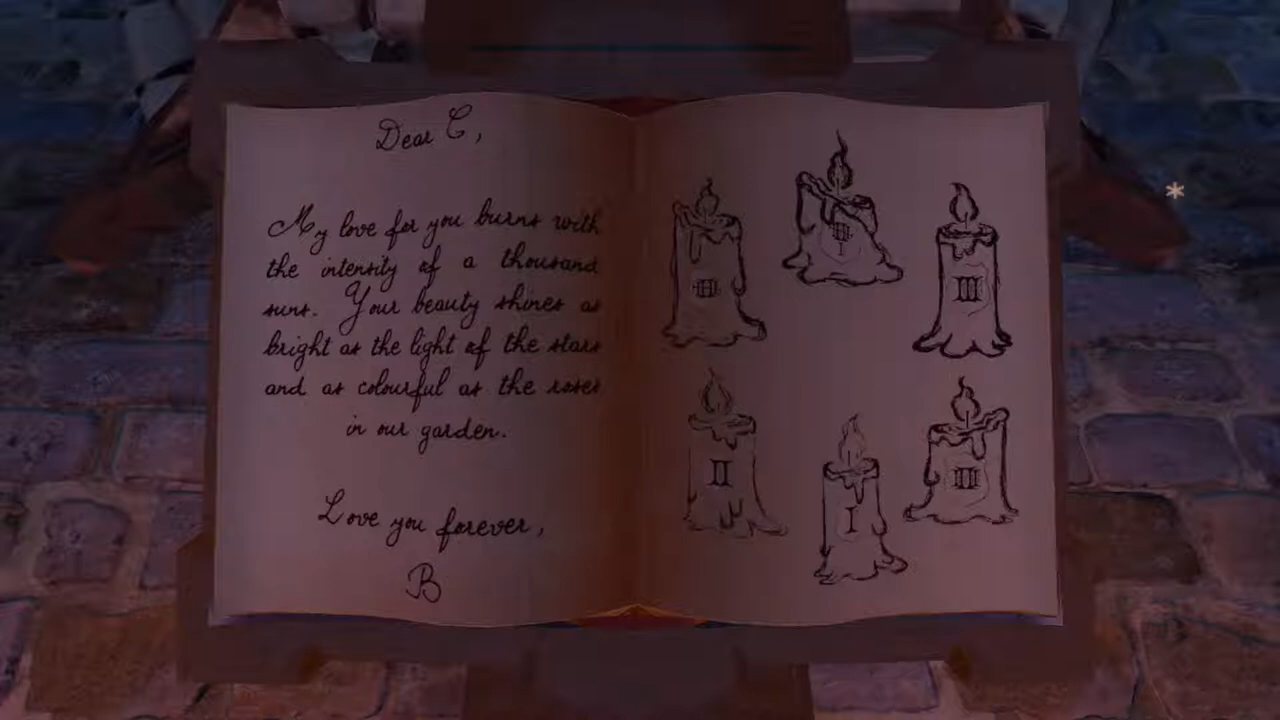 Dear C,
My love for you burns with
the intensity of a thousand
suns. Your beauty shines as
bright as the light of the stars
and as colourful as the roses
in our garden.
Love you forever,
B
III
III
II
I
III